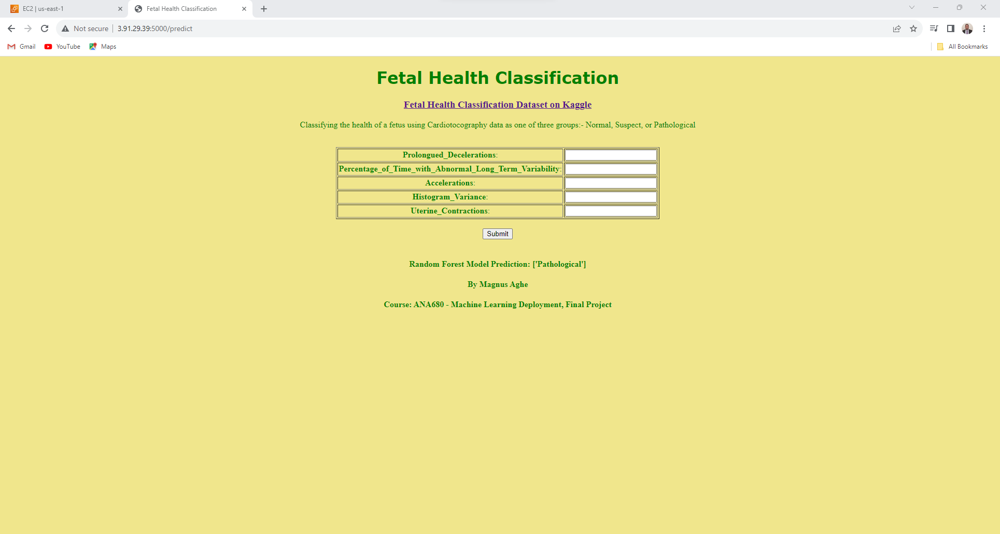 EC2 | us-east-1
Fetal Health Classification
Not secure
3.91.29.39:5000/predict
Gmail
YouTube
Maps
All Bookmarks
Fetal Health Classification
Fetal Health Classification Dataset on Kaggle
Classifying the health of a fetus using Cardiotocography data as one of three groups:- Normal, Suspect, or Pathological
Prolongued_Decelerations:
Percentage_of_Time_with_Abnormal_Long_Term_Variability:
Accelerations:
Histogram_Variance:
Uterine_Contractions:
Submit
Random Forest Model Prediction: ['Pathological']
By Magnus Aghe
Course: ANA680 - Machine Learning Deployment, Final Project